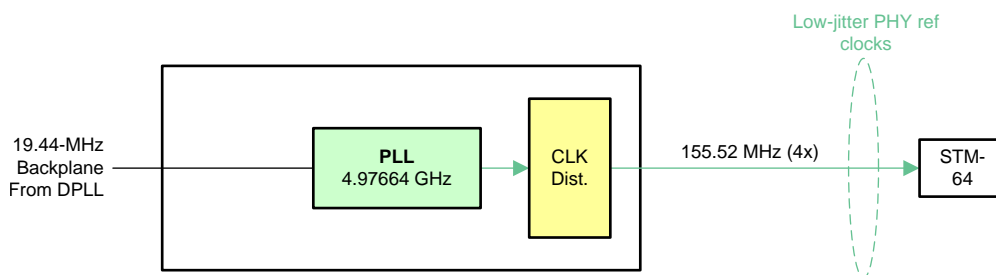 Low-jitter PHY ref
clocks
19.44-MHz
Backplane
From DPLL
PLL
4.97664 GHz
CLK
Dist.
155.52 MHz (4x)
STM-
64